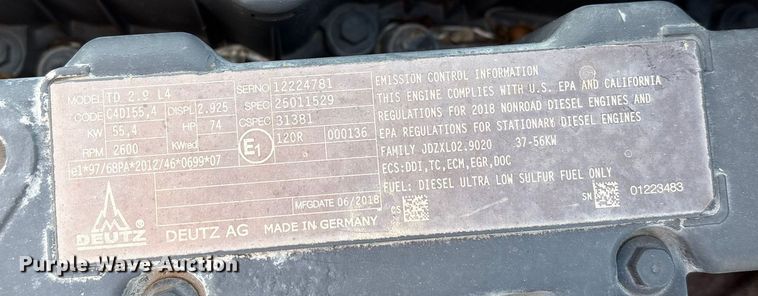 MODEL TD 2.9 L4 SERNO 12224781
CODE C4DI55,4 DISPL 2.925 SPEC 25011529
KW 55,4 HP 74 CSPEC 31381
RPM 2600 KWred E1 120R 000136
e1*97/68PA*2012/46*0699*07
MFGDATE 06/2018
DEUTZ ® DEUTZ AG MADE IN GERMANY
EMISSION CONTROL INFORMATION
THIS ENGINE COMPLIES WITH U.S. EPA AND CALIFORNIA
REGULATIONS FOR 2018 NONROAD DIESEL ENGINES AND
EPA REGULATIONS FOR STATIONARY DIESEL ENGINES
FAMILY JDZXL02.9020 37-56KW
ECS:DDI,TC,ECM,EGR,DOC
FUEL: DIESEL ULTRA LOW SULFUR FUEL ONLY
CS SN 01223483
Purple Wave Auction